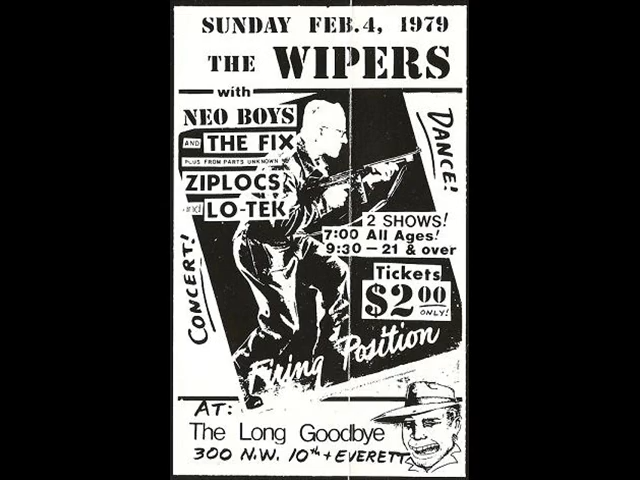 SUNDAY FEB. 4, 1979
THE WIPERS
with
NEO BOYS
AND THE FIX
PLUS FROM PARTS UNKNOWN
ZIPLOCS
and LO-TEK
DANCE!
CONCERT!
2 SHOWS!
7:00 All Ages!
9:30 – 21 & over
Tickets
$2.00
ONLY!
Firing Position
AT:
The Long Goodbye
300 N.W. 10th + EVERETT